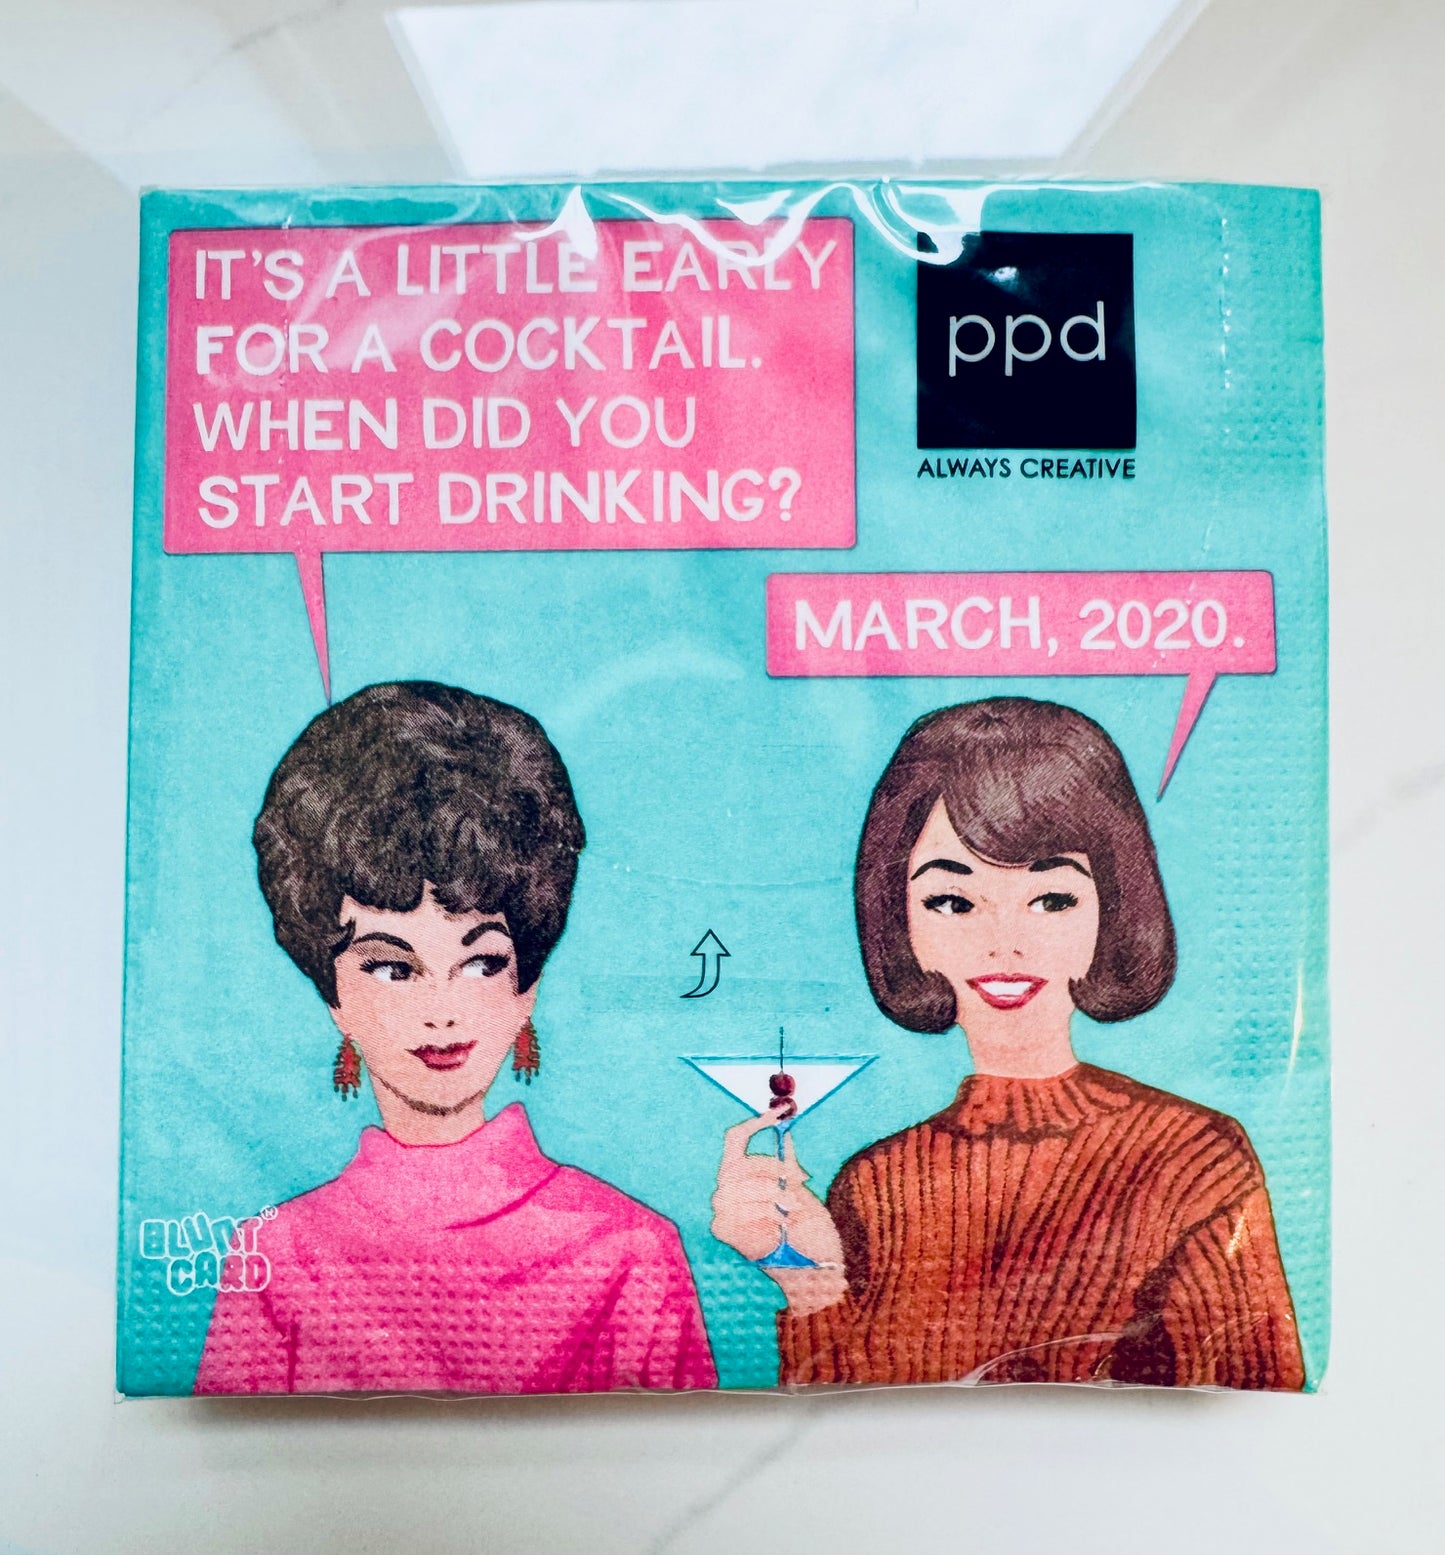 IT'S A LITTLE EARLY
FOR A COCKTAIL.
WHEN DID YOU
START DRINKING?
ppd
ALWAYS CREATIVE
MARCH, 2020.
BLUNT
CARD